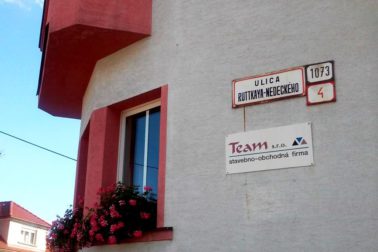 ULICA
RUTTKAYA-NEDECKÉHO
1073
4
Team s.r.o.
stavebno-obchodná firma